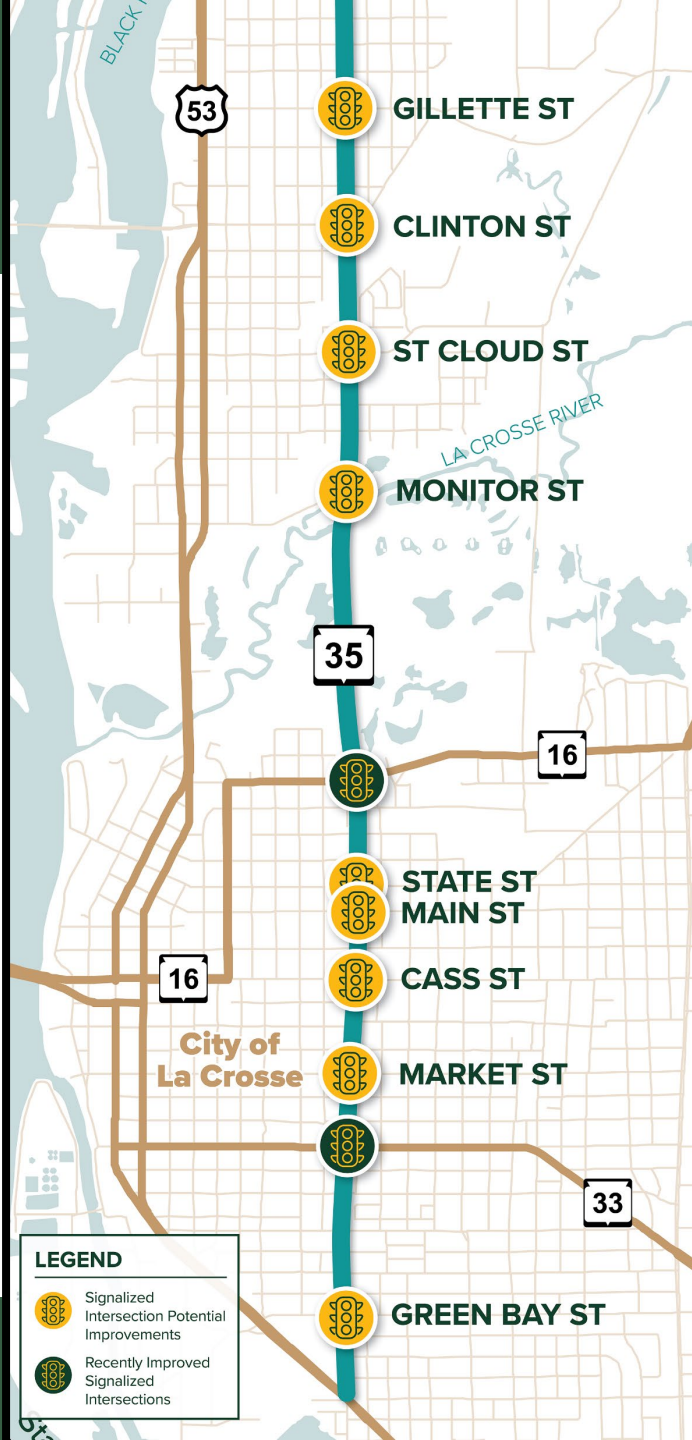 BLACK
53
GILLETTE ST
CLINTON ST
ST CLOUD ST
LA CROSSE RIVER
MONITOR ST
35
16
STATE ST
MAIN ST
CASS ST
16
City of
La Crosse
MARKET ST
33
LEGEND
Signalized
Intersection Potential
Improvements
Recently Improved
Signalized
Intersections
GREEN BAY ST